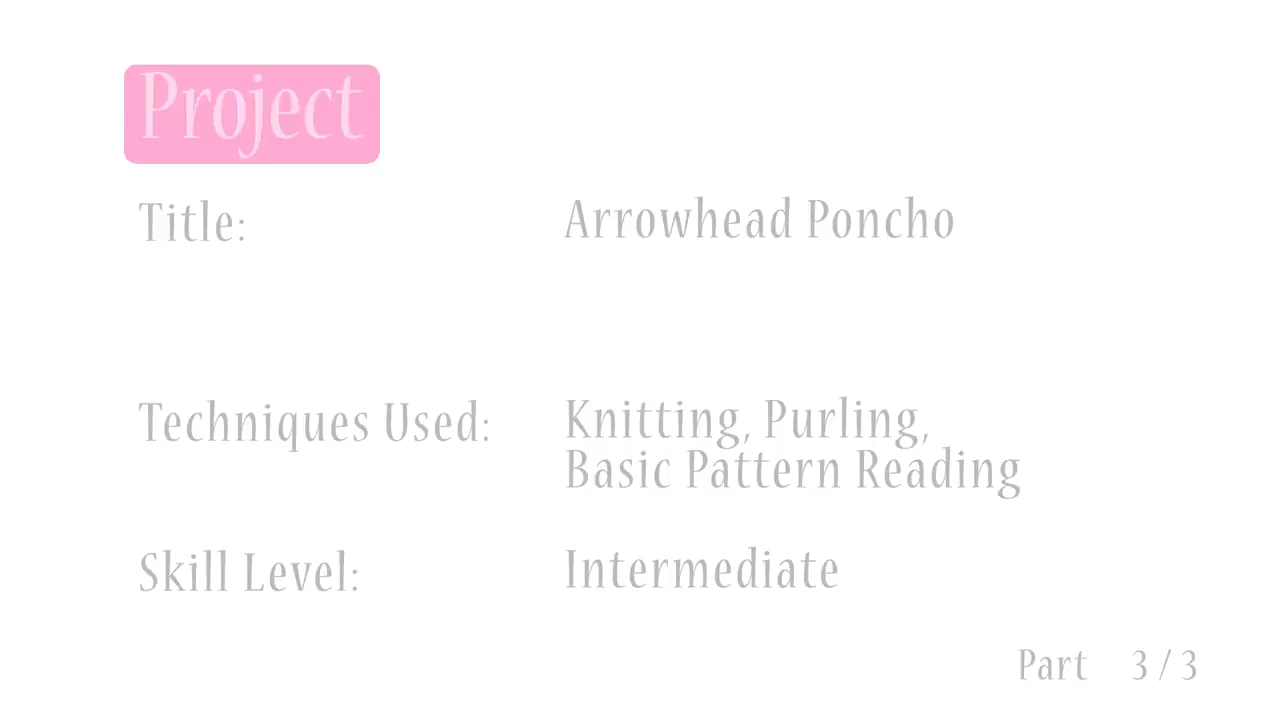 Project
Title: Arrowhead Poncho
Techniques Used: Knitting, Purling,
Basic Pattern Reading
Skill Level: Intermediate
Part 3 / 3